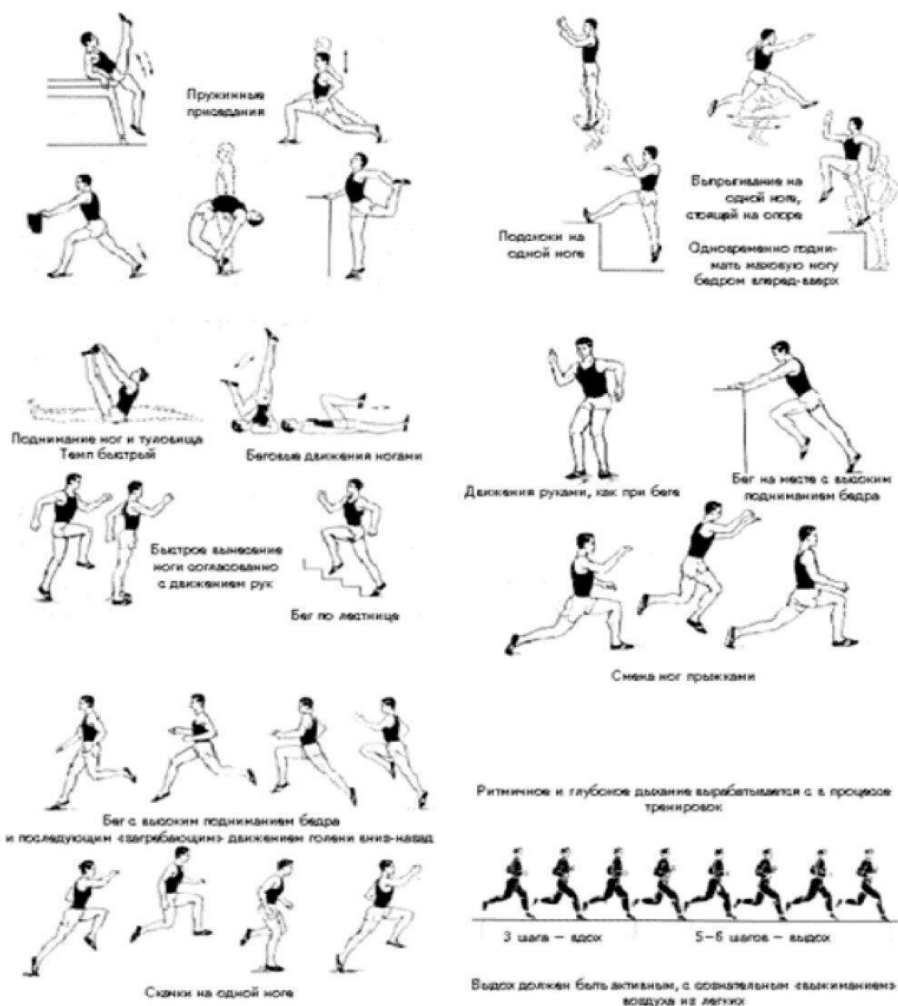 Пружинные
приседания
Подскоки на
одной ноге
Выпрыгивание на
одной ноге,
стоящей на опоре
Одновременно подни-
мать маховую ногу
бедром вперед-вверх
Поднимание ног и туловища
Темп быстрый
Беговые движения ногами
Движения руками, как при беге
Бег на месте с высоким
подниманием бедра
Быстрое вынесение
ноги согласованно
с движением рук
Бег по лестнице
Смена ног прыжками
Бег с высоким подниманием бедра
и последующим «загребающим» движением голени вниз-назад
Скачки на одной ноге
Ритмичное и глубокое дыхание вырабатывается с в процессе
тренировок
3 шага – вдох
5–6 шагов – выдох
Выдох должен быть активным, с сознательным «выжиманием»
воздуха из легких